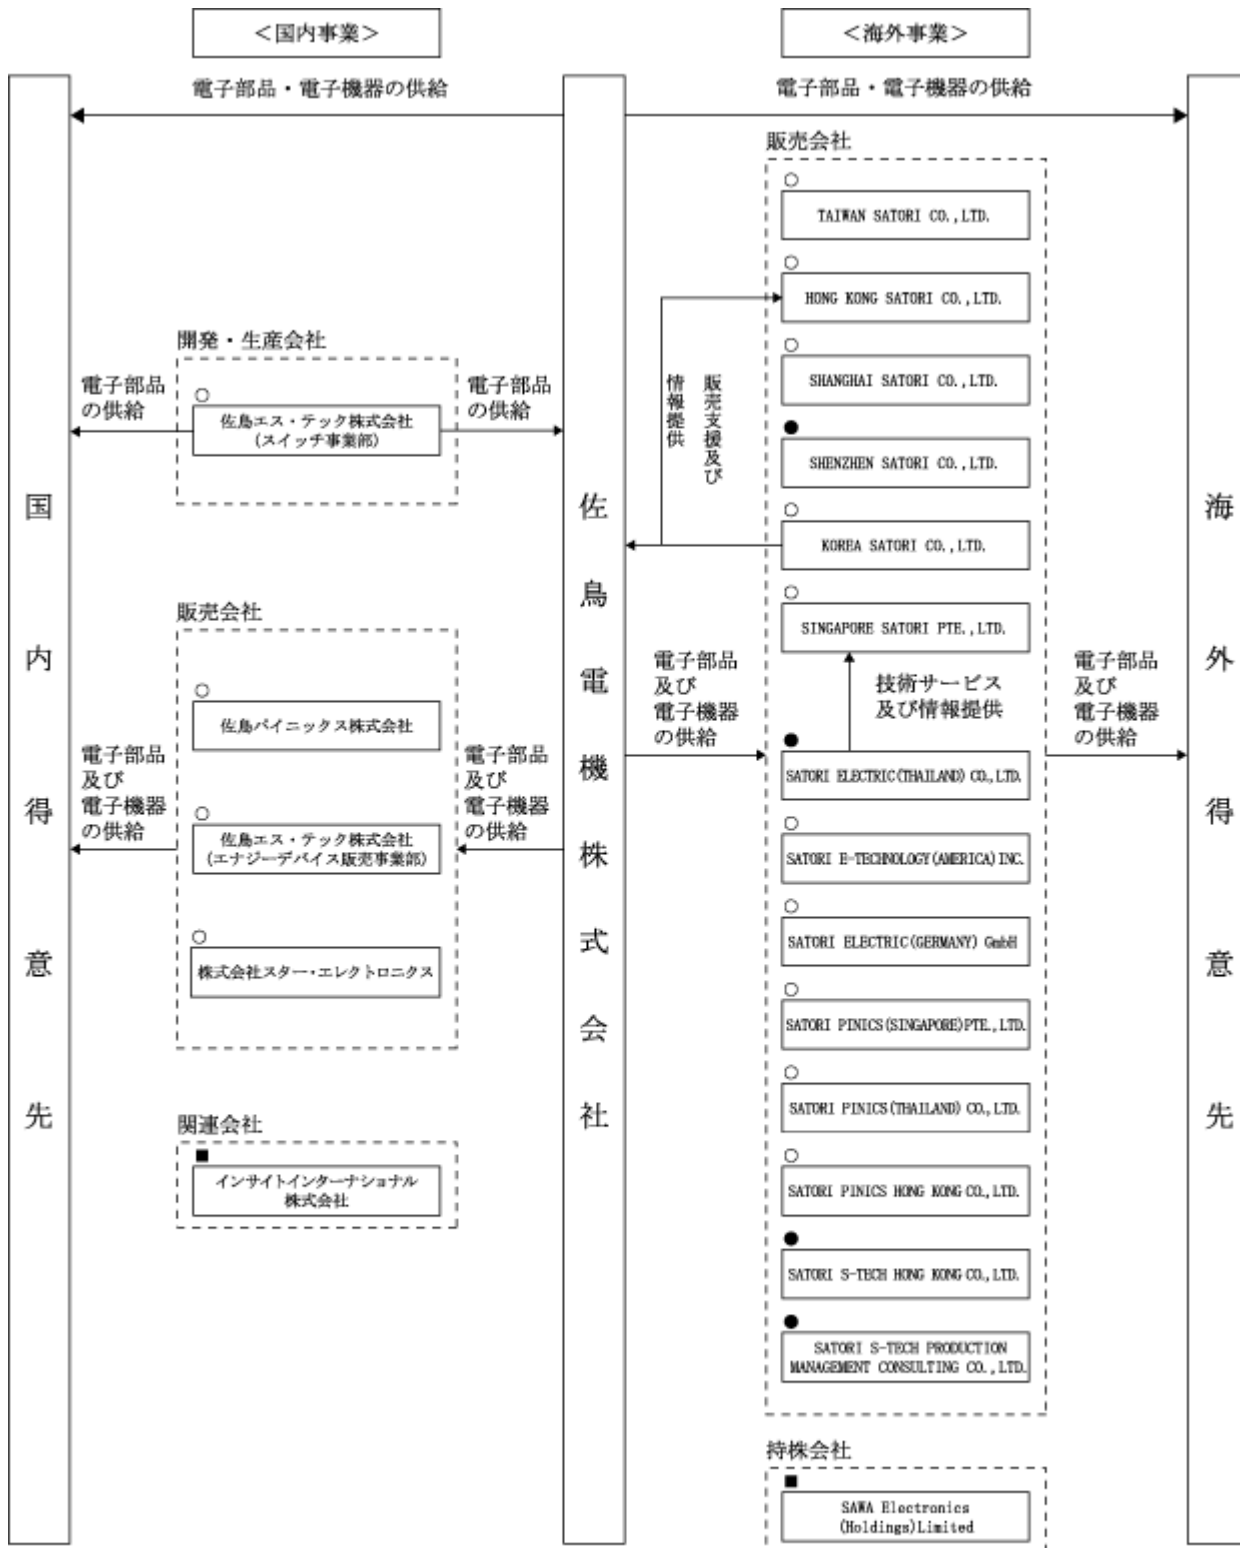 ＜国内事業＞
＜海外事業＞
電子部品・電子機器の供給
電子部品・電子機器の供給
国内得意先
開発・生産会社
電子部品
の供給
○
佐鳥エス・テック株式会社
(スイッチ事業部)
電子部品
の供給
販売会社
○
佐鳥パイニックス株式会社
電子部品
及び
電子機器
の供給
○
佐鳥エス・テック株式会社
(エナジーデバイス販売事業部)
電子部品
及び
電子機器
の供給
○
株式会社スター・エレクトロニクス
関連会社
■
インサイトインターナショナル
株式会社
佐鳥電機株式会社
販売会社
○
TAIWAN SATORI CO.,LTD.
○
HONG KONG SATORI CO.,LTD.
販売支援及び
情報提供
○
SHANGHAI SATORI CO.,LTD.
●
SHENZHEN SATORI CO.,LTD.
○
KOREA SATORI CO.,LTD.
○
SINGAPORE SATORI PTE.,LTD.
電子部品
及び
電子機器
の供給
技術サービス
及び情報提供
電子部品
及び
電子機器
の供給
●
SATORI ELECTRIC(THAILAND) CO.,LTD.
○
SATORI E-TECHNOLOGY(AMERICA)INC.
○
SATORI ELECTRIC(GERMANY) GmbH
○
SATORI PINICS(SINGAPORE)PTE.,LTD.
○
SATORI PINICS(THAILAND) CO.,LTD.
○
SATORI PINICS HONG KONG CO.,LTD.
●
SATORI S-TECH HONG KONG CO.,LTD.
●
SATORI S-TECH PRODUCTION
MANAGEMENT CONSULTING CO.,LTD.
持株会社
■
SAWA Electronics
(Holdings)Limited
海外得意先